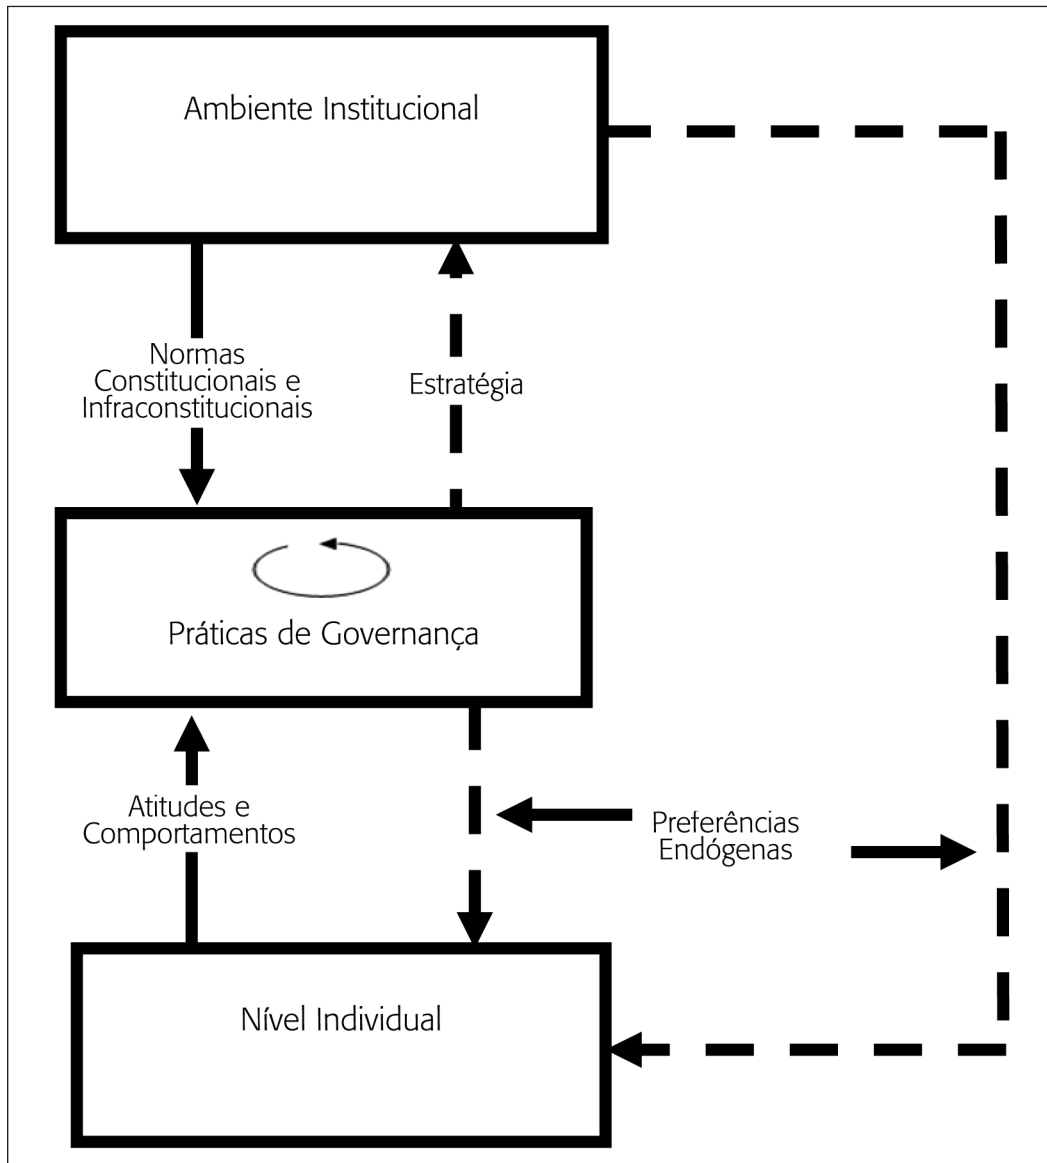 Ambiente Institucional
Normas
Constitucionais e
Infraconstitucionais
Estratégia
Práticas de Governança
Atitudes e
Comportamentos
Preferências
Endógenas
Nível Individual